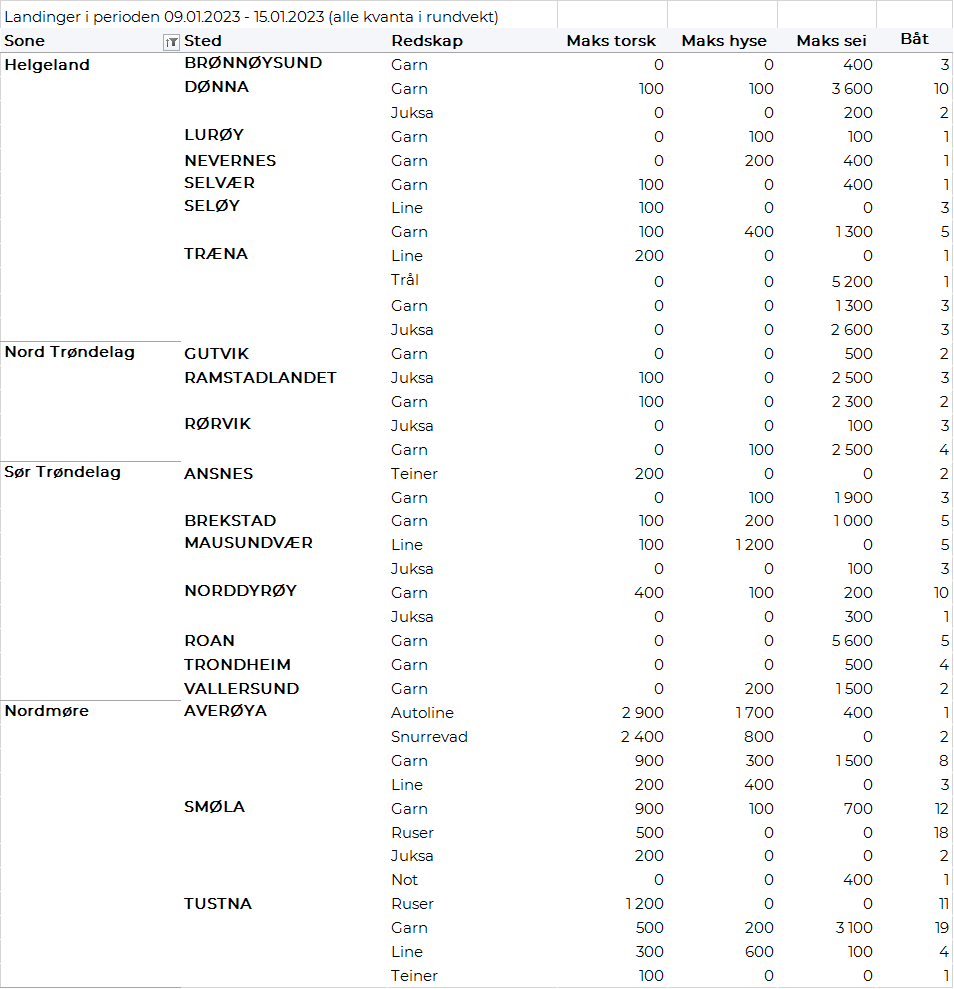 Landinger i perioden 09.01.2023 - 15.01.2023 (alle kvanta i rundvekt)
Sone Sted Redskap Maks torsk Maks hyse Maks sei Båt
Helgeland BRØNNØYSUND Garn 0 0 400 3
DØNNA Garn 100 100 3 600 10
Juksa 0 0 200 2
LURØY Garn 0 100 100 1
NEVERNES Garn 0 200 400 1
SELVÆR Garn 100 0 400 1
SELØY Line 100 0 0 3
Garn 100 400 1 300 5
TRÆNA Line 200 0 0 1
Trål 0 0 5 200 1
Garn 0 0 1 300 3
Juksa 0 0 2 600 3
Nord Trøndelag GUTVIK Garn 0 0 500 2
RAMSTADLANDET Juksa 100 0 2 500 3
Garn 100 0 2 300 2
RØRVIK Juksa 0 0 100 3
Garn 0 100 2 500 4
Sør Trøndelag ANSNES Teiner 200 0 0 2
Garn 0 100 1 900 3
BREKSTAD Garn 100 200 1 000 5
MAUSUNDVÆR Line 100 1 200 0 5
Juksa 0 0 100 3
NORDDYRØY Garn 400 100 200 10
Juksa 0 0 300 1
ROAN Garn 0 0 5 600 5
TRONDHEIM Garn 0 0 500 4
VALLERSUND Garn 0 200 1 500 2
Nordmøre AVERØYA Autoline 2 900 1 700 400 1
Snurrevad 2 400 800 0 2
Garn 900 300 1 500 8
Line 200 400 0 3
SMØLA Garn 900 100 700 12
Ruser 500 0 0 18
Juksa 200 0 0 2
Not 0 0 400 1
TUSTNA Ruser 1 200 0 0 11
Garn 500 200 3 100 19
Line 300 600 100 4
Teiner 100 0 0 1